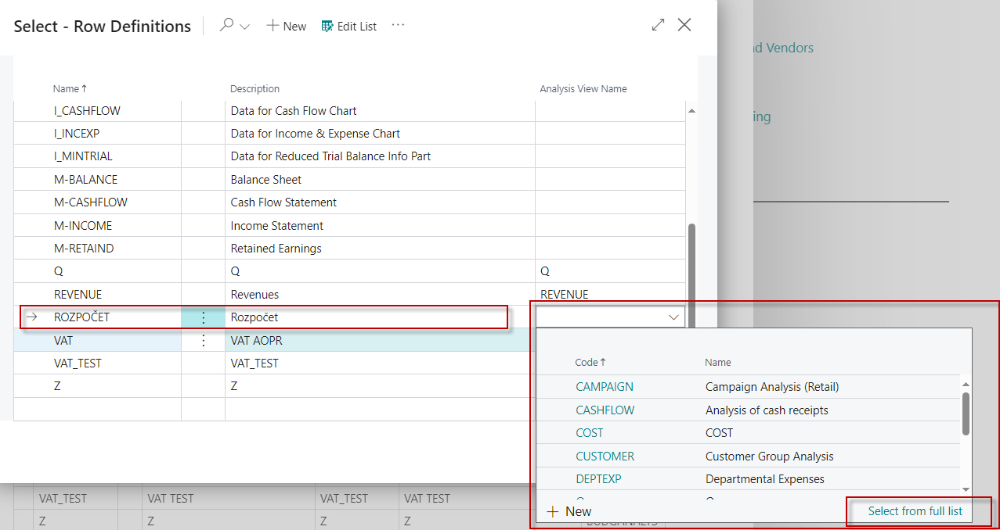 Select - Row Definitions New Edit List ...
nd Vendors
Name ↑ Description Analysis View Name
I_CASHFLOW Data for Cash Flow Chart
ing
I_INCEXP Data for Income & Expense Chart
I_MINTRIAL Data for Reduced Trial Balance Info Part
M-BALANCE Balance Sheet
M-CASHFLOW Cash Flow Statement
M-INCOME Income Statement
M-RETAIND Retained Earnings
Q Q Q
REVENUE Revenues REVENUE
ROZPOČET Rozpočet
VAT VAT AOPR
VAT_TEST VAT_TEST
Z Z
Code ↑ Name
CAMPAIGN Campaign Analysis (Retail)
CASHFLOW Analysis of cash receipts
COST COST
CUSTOMER Customer Group Analysis
DEPTEXP Departmental Expenses
New Select from full list
VAT_TEST VAT TEST VAT_TEST VAT TEST
Z Z Z Z